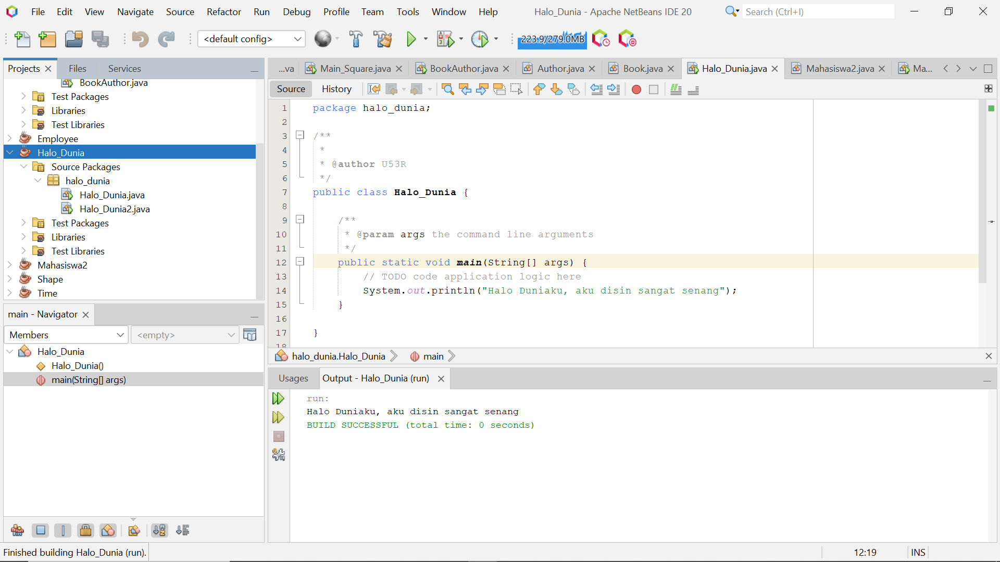 File Edit View Navigate Source Refactor Run Debug Profile Team Tools Window Help Halo_Dunia - Apache NetBeans IDE 20 Search (Ctrl+I)
<default config> 223.9/279.0MB
Projects Files Services
BookAuthor.java
Test Packages
Libraries
Test Libraries
Employee
Halo_Dunia
Source Packages
halo_dunia
Halo_Dunia.java
Halo_Dunia2.java
Test Packages
Libraries
Test Libraries
Mahasiswa2
Shape
Time
main - Navigator
Members <empty>
Halo_Dunia
Halo_Dunia()
main(String[] args)
...va Main_Square.java BookAuthor.java Author.java Book.java Halo_Dunia.java Mahasiswa2.java Ma...
Source History
1 package halo_dunia;
2
3 /**
4 *
5 * @author U53R
6 */
7 public class Halo_Dunia {
8
9 /**
10 * @param args the command line arguments
11 */
12 public static void main(String[] args) {
13 // TODO code application logic here
14 System.out.println("Halo Duniaku, aku disin sangat senang");
15 }
16
17 }
18
halo_dunia.Halo_Dunia main
Usages Output - Halo_Dunia (run)
run:
Halo Duniaku, aku disin sangat senang
BUILD SUCCESSFUL (total time: 0 seconds)
Finished building Halo_Dunia (run). 12:19 INS